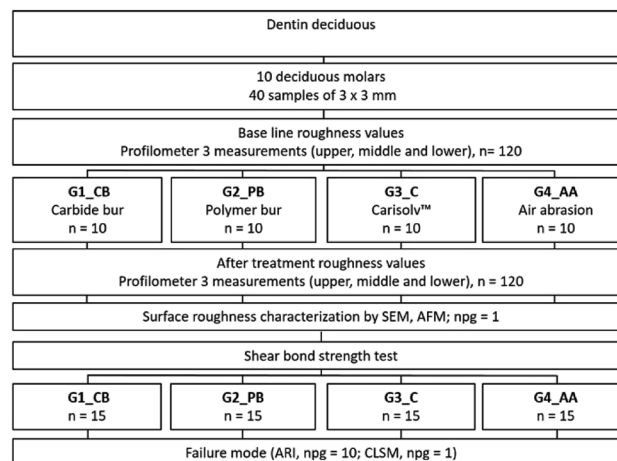 Dentin deciduous
10 deciduous molars
40 samples of 3 x 3 mm
Base line roughness values
Profilometer 3 measurements (upper, middle and lower), n= 120
G1_CB
Carbide bur
n = 10
G2_PB
Polymer bur
n = 10
G3_C
Carisolv™
n = 10
G4_AA
Air abrasion
n = 10
After treatment roughness values
Profilometer 3 measurements (upper, middle and lower), n = 120
Surface roughness characterization by SEM, AFM; npg = 1
Shear bond strength test
G1_CB
n = 15
G2_PB
n = 15
G3_C
n = 15
G4_AA
n = 15
Failure mode (ARI, npg = 10; CLSM, npg = 1)